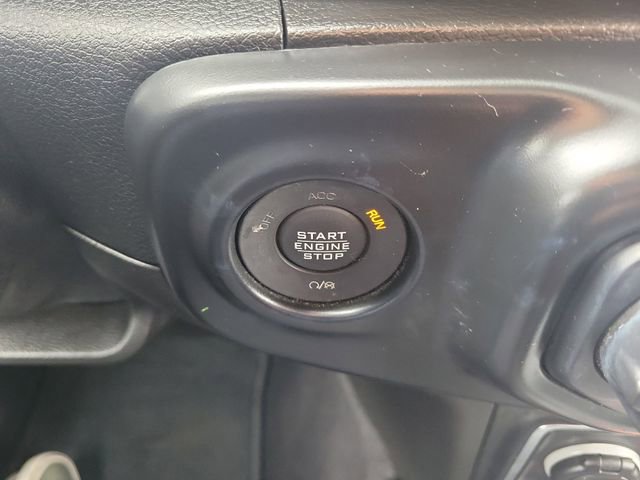 ACC
OFF
RUN
START
ENGINE
STOP